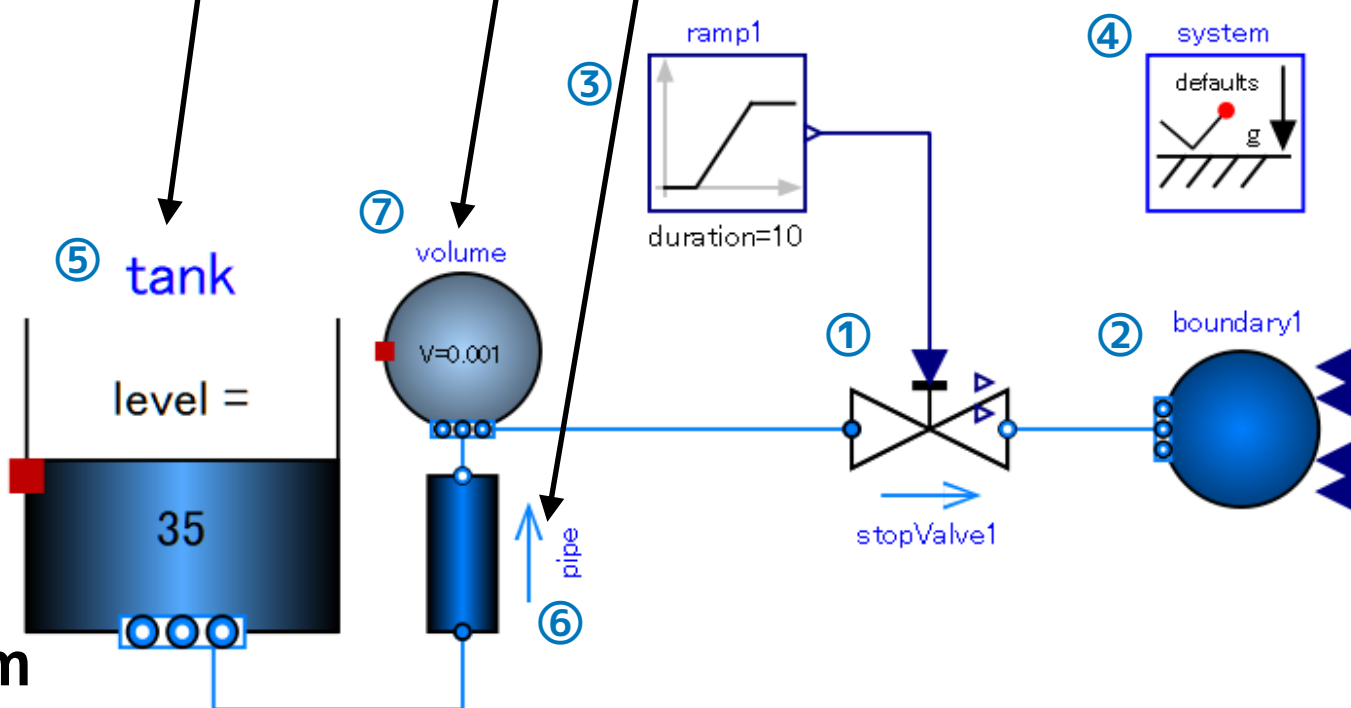 ramp1
④
system
③
defaults
g
⑦
duration=10
⑤
tank
volume
①
②
boundary1
V=0.001
level =
35
pipe
stopValve1
⑥
m